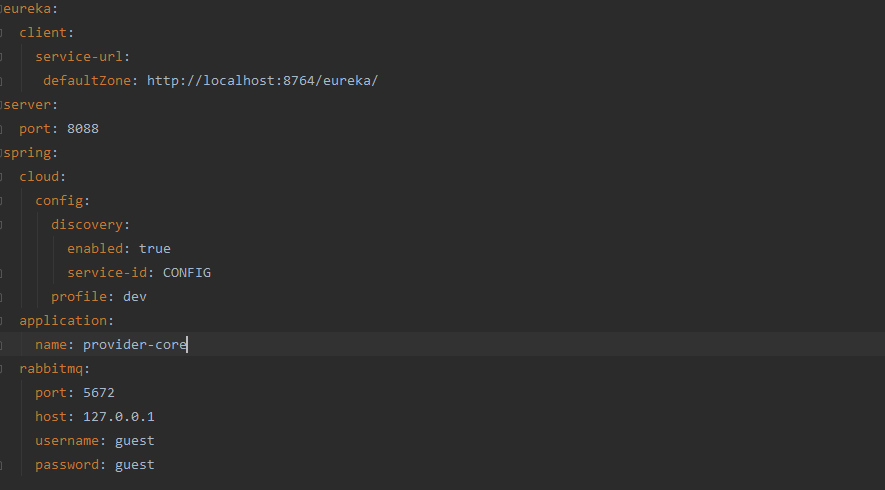 eureka:
  client:
    service-url:
     defaultZone: http://localhost:8764/eureka/
server:
  port: 8088
spring:
  cloud:
    config:
      discovery:
        enabled: true
        service-id: CONFIG
      profile: dev
  application:
    name: provider-core
  rabbitmq:
    port: 5672
    host: 127.0.0.1
    username: guest
    password: guest